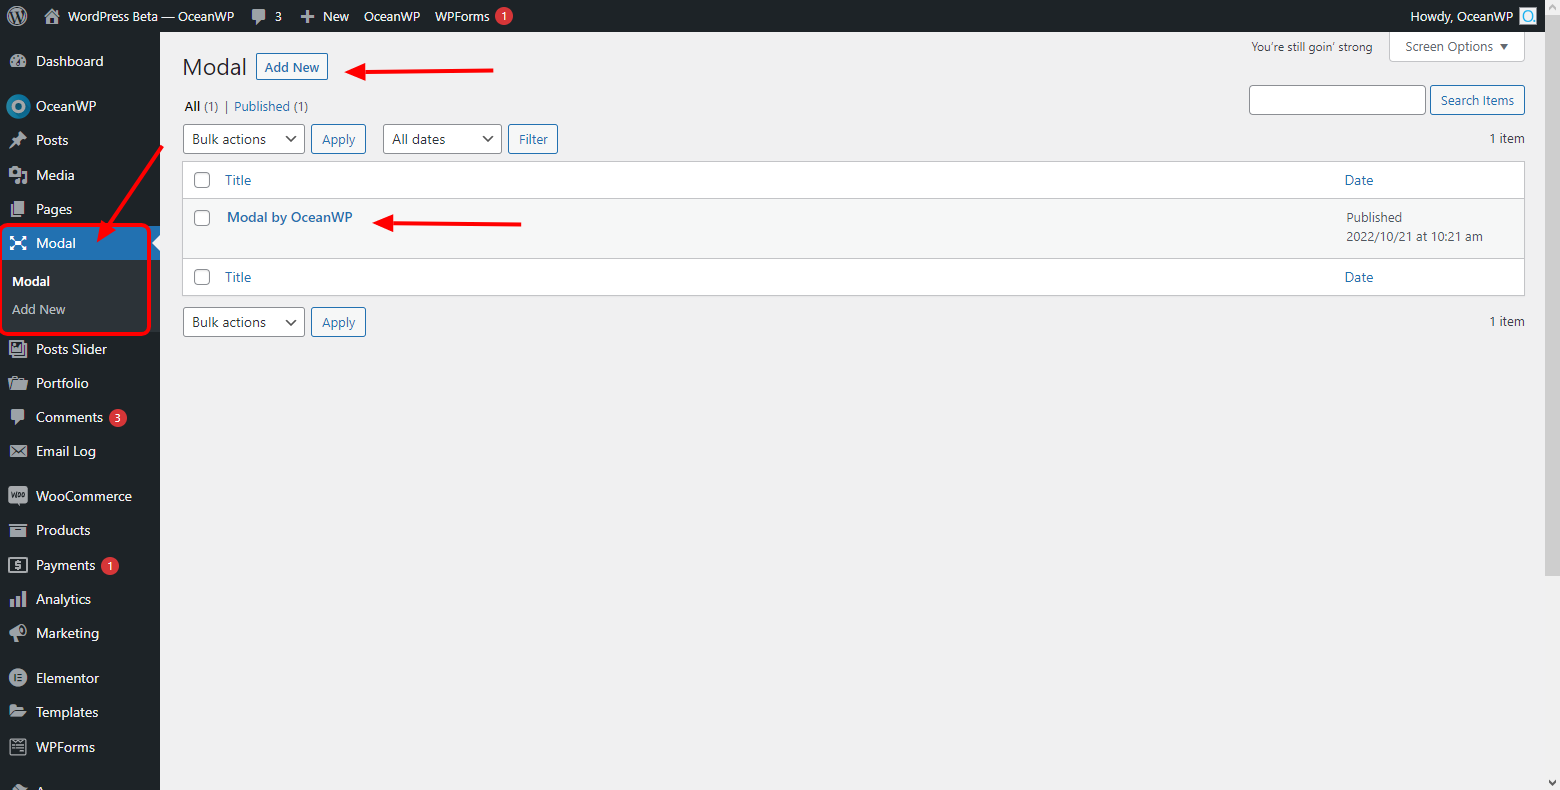 WordPress Beta — OceanWP 3 New OceanWP WPForms 1 Howdy, OceanWP O.
Dashboard
OceanWP
Posts
Media
Pages
Modal
Modal
Add New
Posts Slider
Portfolio
Comments 3
Email Log
WOO WooCommerce
Products
Payments 1
Analytics
Marketing
Elementor
Templates
WPForms
You're still goin' strong
Screen Options
Modal Add New
All (1) | Published (1)
Search Items
Bulk actions Apply All dates Filter 1 item
Title Date
Modal by OceanWP Published
2022/10/21 at 10:21 am
Title Date
Bulk actions Apply 1 item